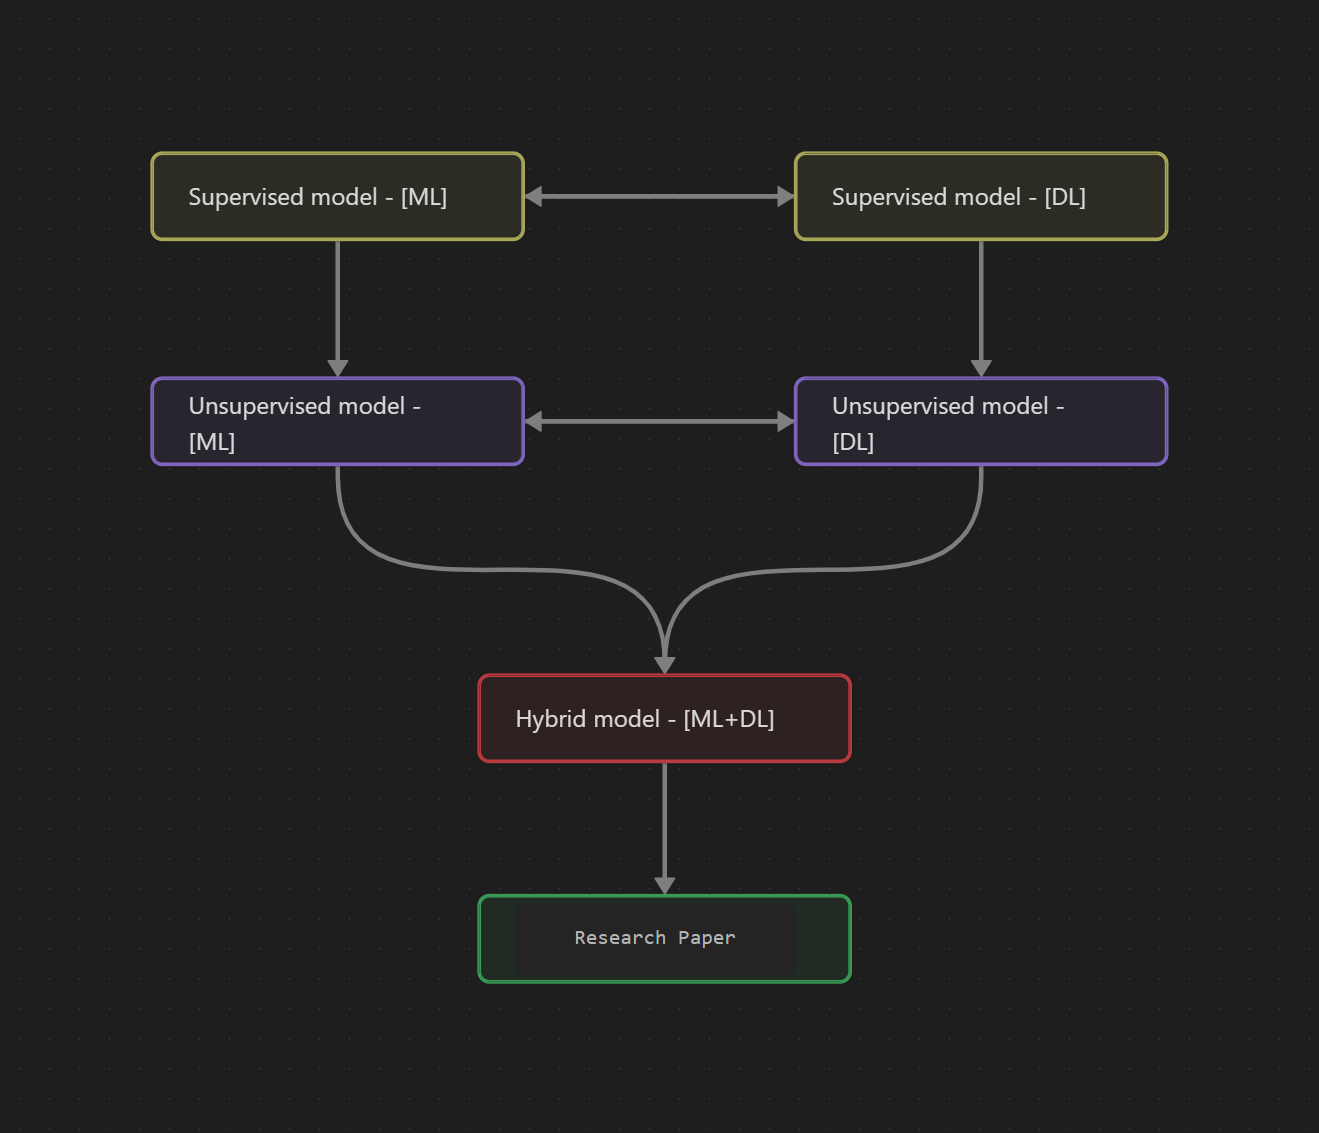 Supervised model - [ML]
Supervised model - [DL]
Unsupervised model -
[ML]
Unsupervised model -
[DL]
Hybrid model - [ML+DL]
Research Paper